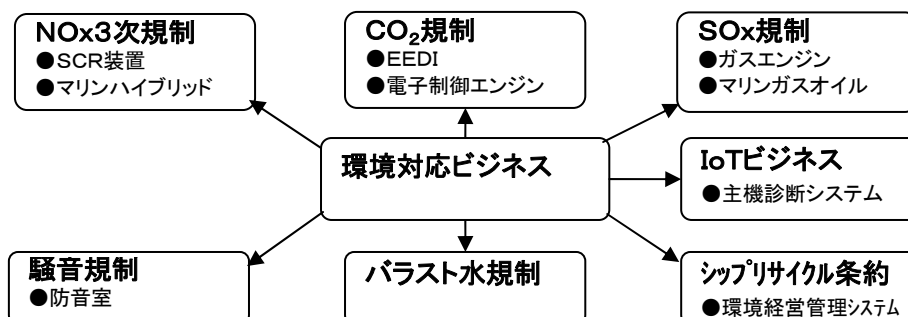 NOx3次規制
●SCR装置
●マリンハイブリッド
CO₂規制
●EEDI
●電子制御エンジン
SOx規制
●ガスエンジン
●マリンガスオイル
環境対応ビジネス
IoTビジネス
●主機診断システム
騒音規制
●防音室
バラスト水規制
シップリサイクル条約
●環境経営管理システム